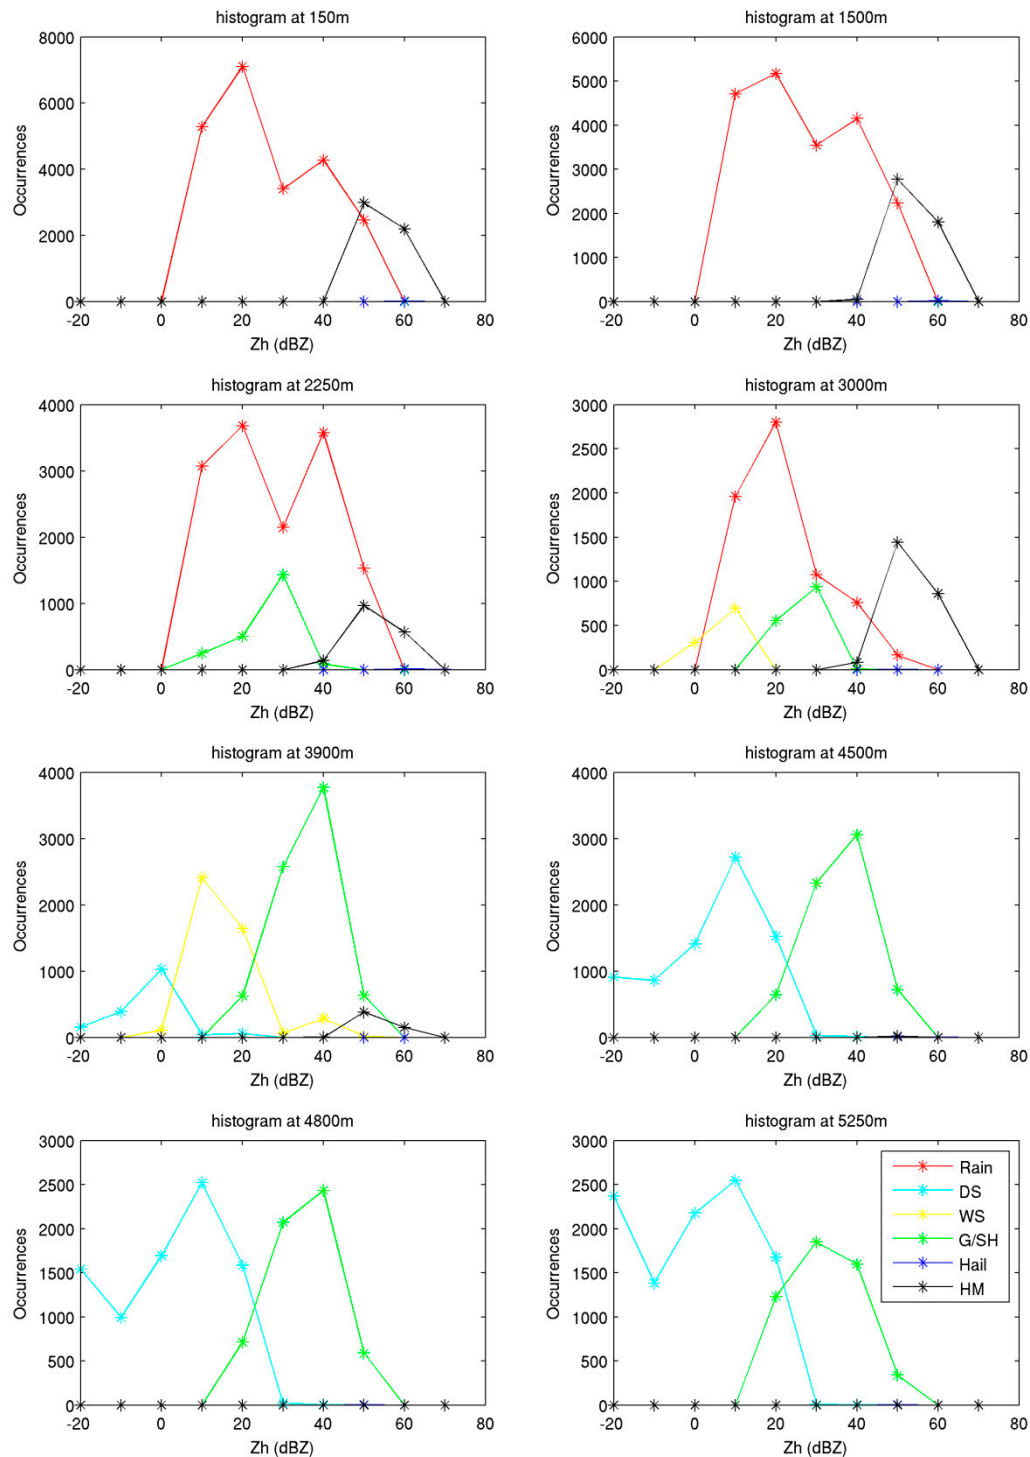 histogram at 150m
8000
6000
4000
2000
0
Occurrences
-20 0 20 40 60 80
Zh (dBZ)
histogram at 1500m
6000
5000
4000
3000
2000
1000
0
Occurrences
-20 0 20 40 60 80
Zh (dBZ)
histogram at 2250m
4000
3000
2000
1000
0
Occurrences
-20 0 20 40 60 80
Zh (dBZ)
histogram at 3000m
3000
2500
2000
1500
1000
500
0
Occurrences
-20 0 20 40 60 80
Zh (dBZ)
histogram at 3900m
4000
3000
2000
1000
0
Occurrences
-20 0 20 40 60 80
Zh (dBZ)
histogram at 4500m
4000
3000
2000
1000
0
Occurrences
-20 0 20 40 60 80
Zh (dBZ)
histogram at 4800m
3000
2500
2000
1500
1000
500
0
Occurrences
-20 0 20 40 60 80
Zh (dBZ)
histogram at 5250m
3000
2500
2000
1500
1000
500
0
Occurrences
-20 0 20 40 60 80
Zh (dBZ)
Rain
DS
WS
G/SH
Hail
HM